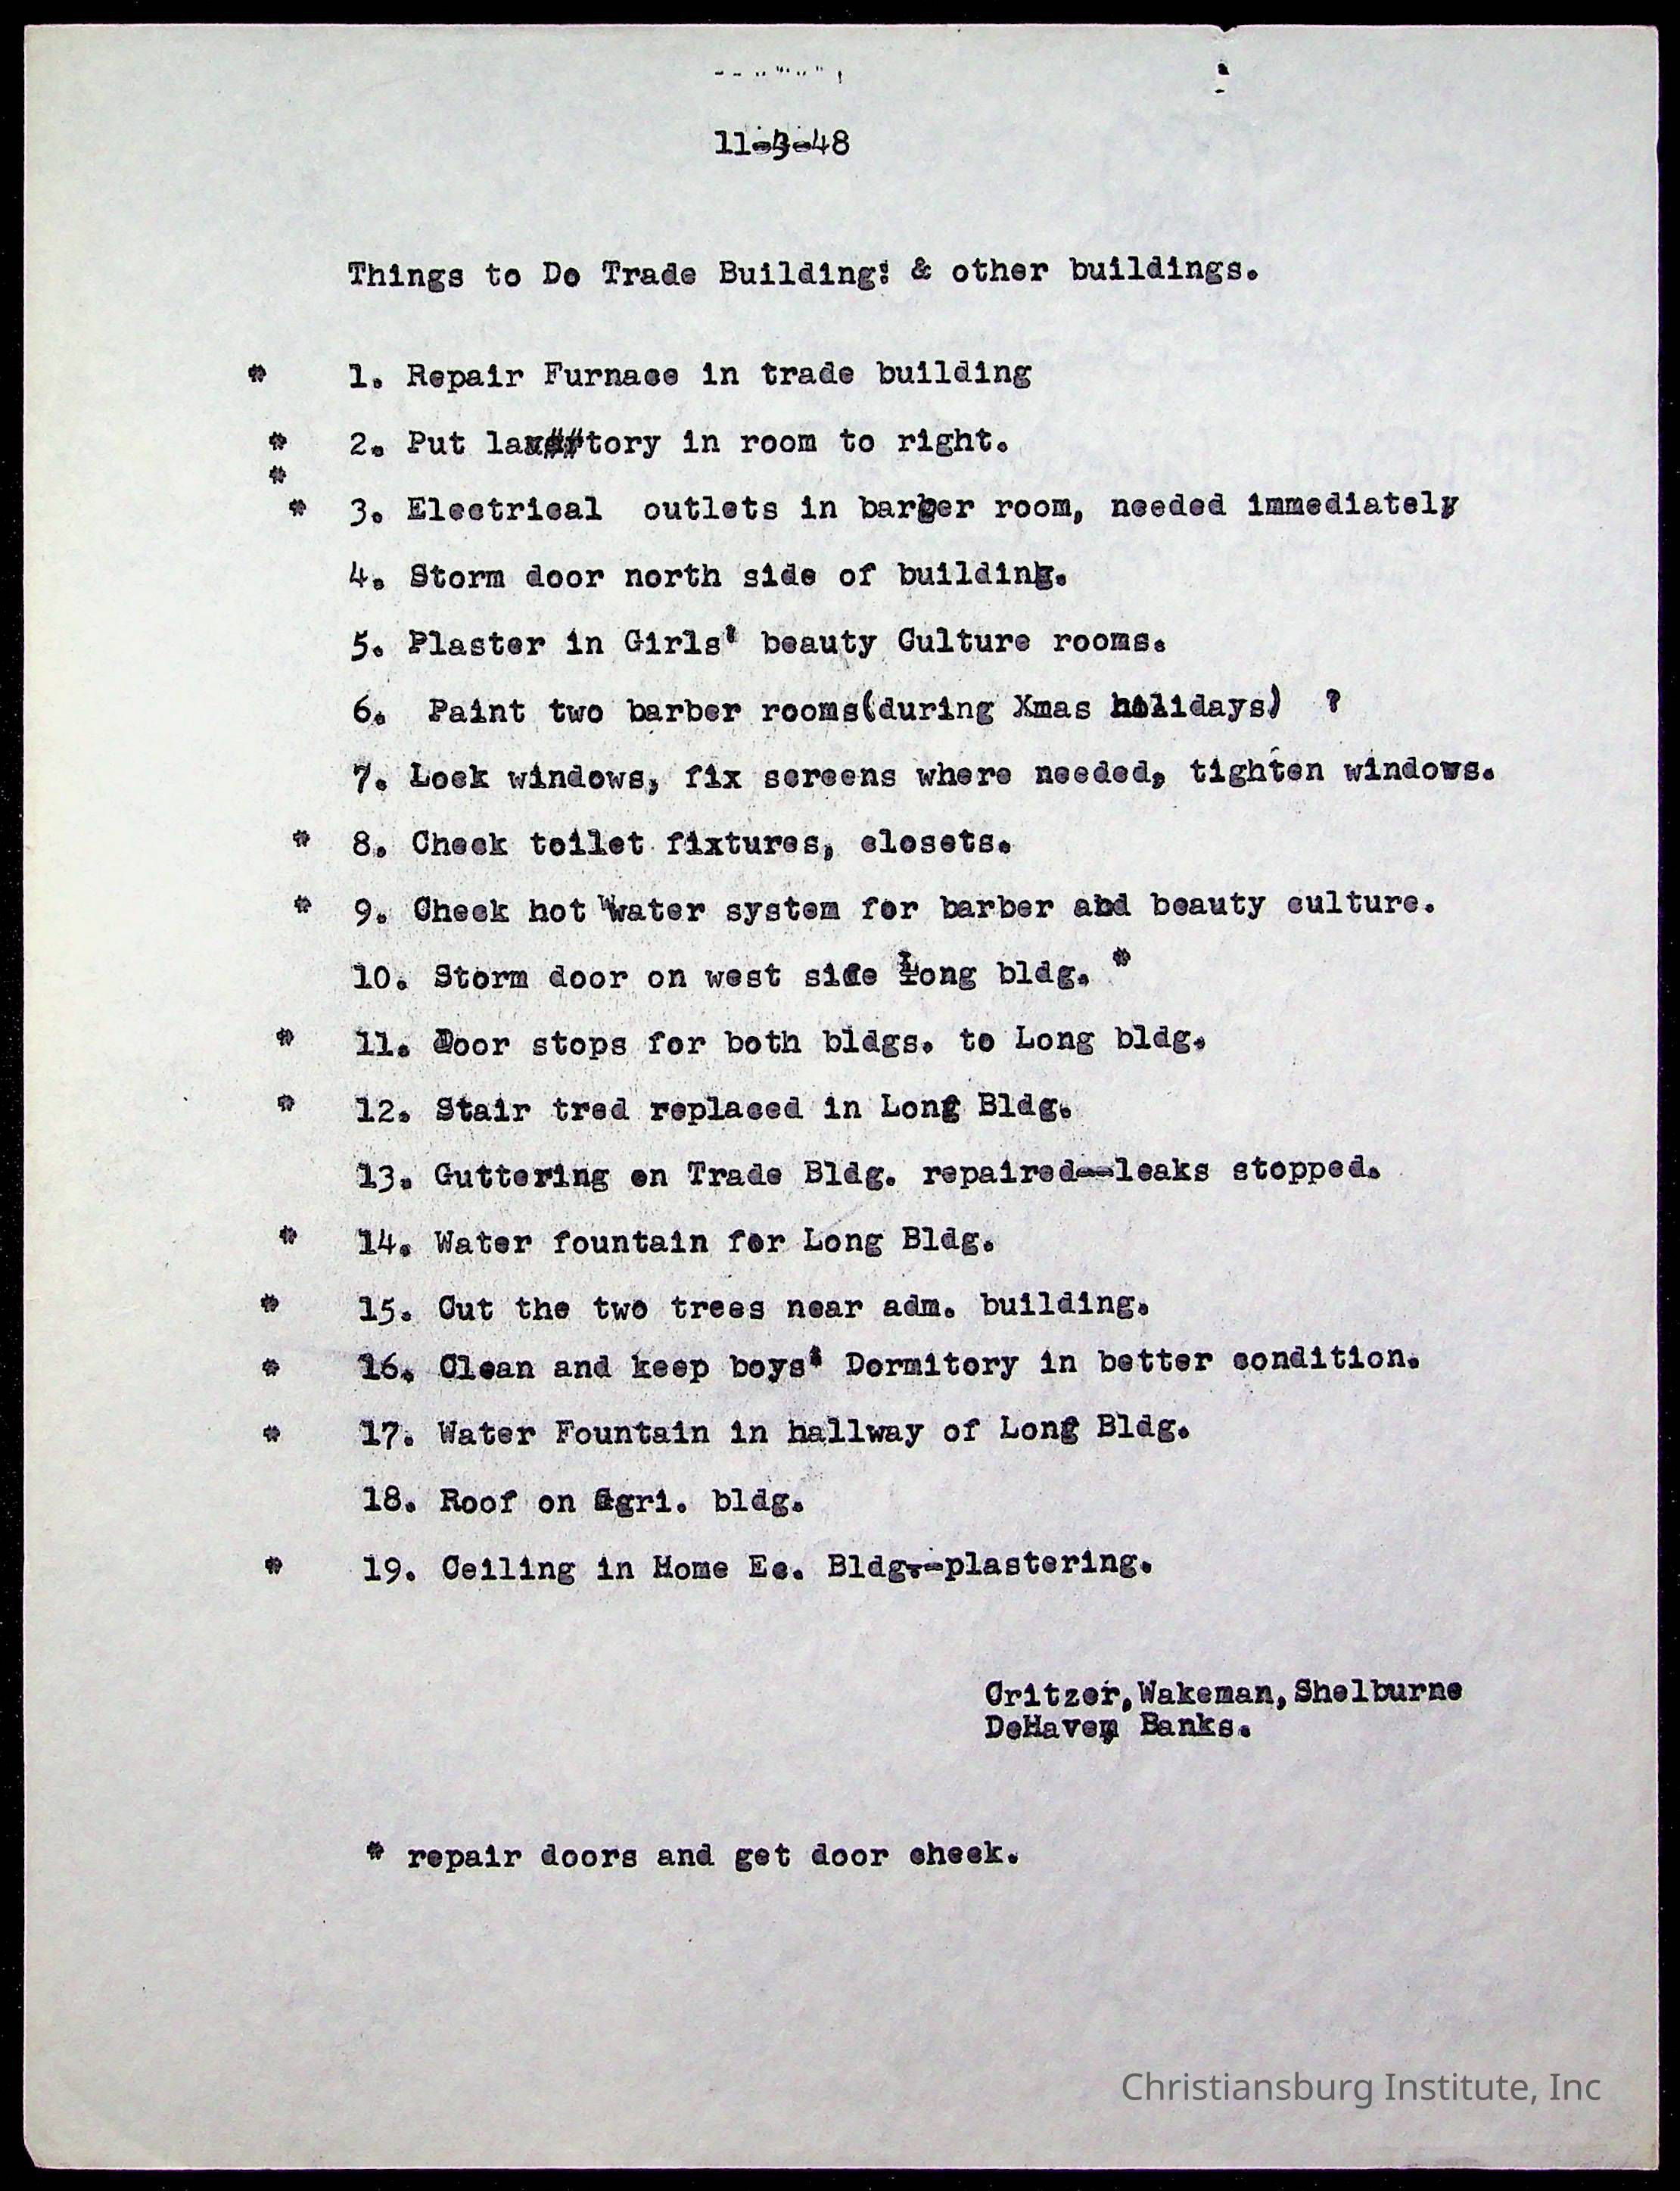 11-3-48
Things to Do Trade Building: & other buildings.
* 1. Repair Furnace in trade building
* 2. Put lavertory in room to right.
*
* 3. Electrical outlets in barber room, needed immediately
4. Storm door north side of building.
5. Plaster in Girls' beauty Culture rooms.
6. Paint two barber rooms(during Xmas holidays) ?
7. Lock windows, fix screens where needed, tighten windows.
* 8. Check toilet fixtures, closets.
* 9. Check hot Water system for barber and beauty culture.
10. Storm door on west side Long bldg. *
* 11. Door stops for both bldgs. to Long bldg.
* 12. Stair tred replaced in Long Bldg.
13. Guttering on Trade Bldg. repaired--leaks stopped.
* 14. Water fountain for Long Bldg.
* 15. Cut the two trees near adm. building.
* 16. Clean and keep boys' Dormitory in better condition.
* 17. Water Fountain in hallway of Long Bldg.
18. Roof on Agri. bldg.
* 19. Ceiling in Home Ec. Bldg.--plastering.
Critzer,Wakeman,Shelburne
DeHaven, Banks.
* repair doors and get door check.
Christiansburg Institute, Inc